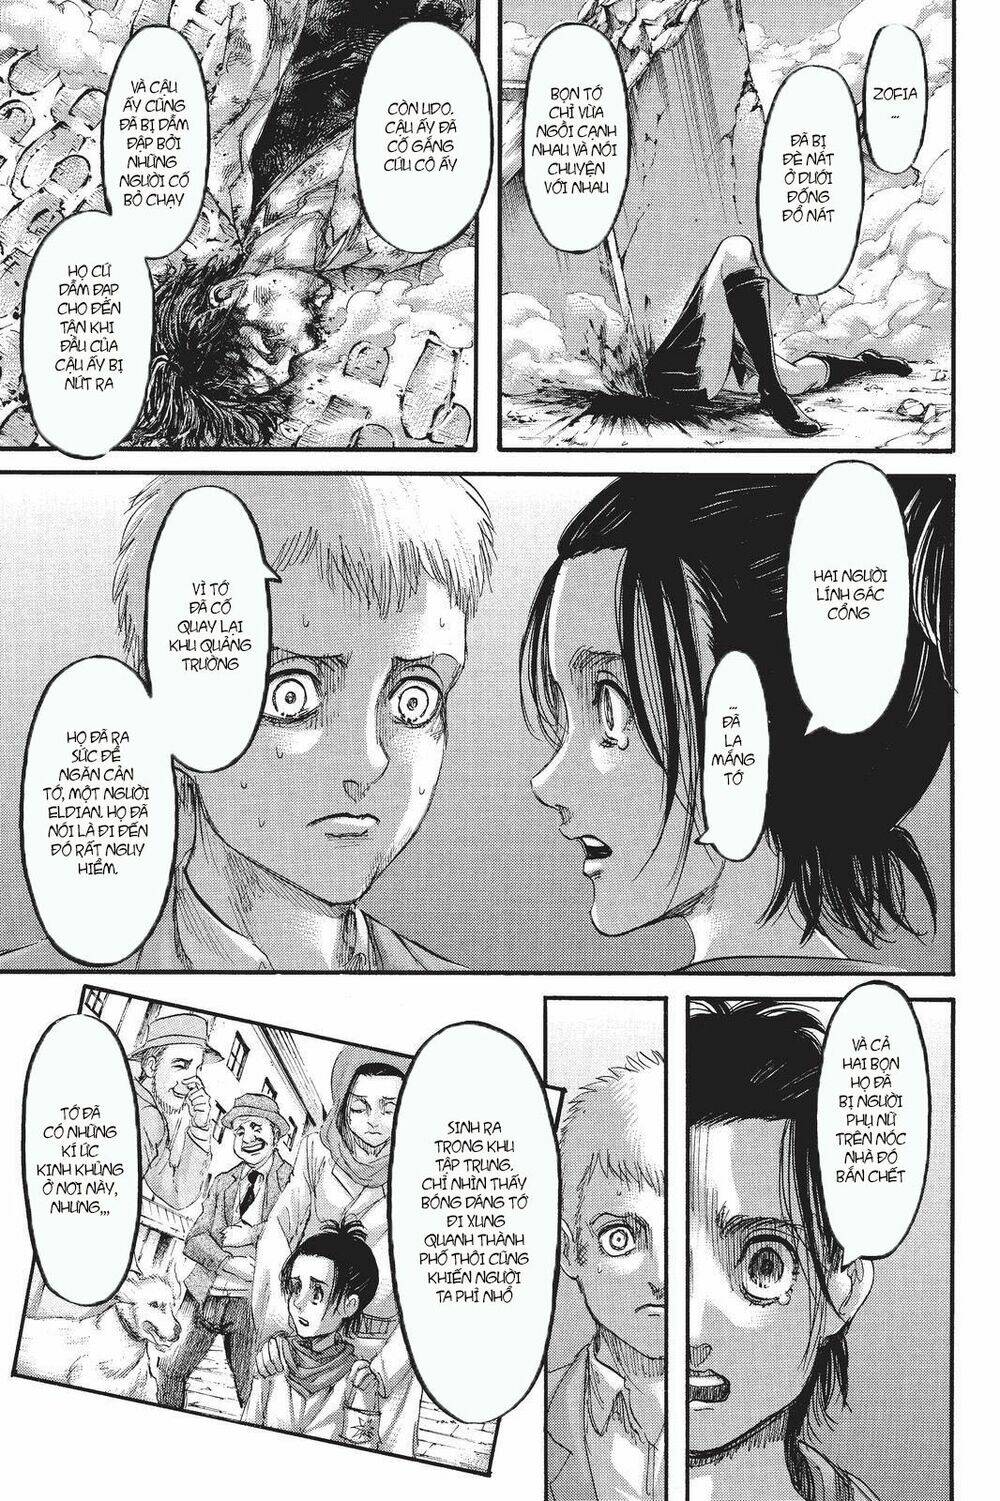 ZOFIA
...
ĐÃ BỊ
ĐÈ NÁT
Ở DƯỚI
ĐỐNG
ĐỔ NÁT
BỌN TỚ
CHỈ VỪA
NGỒI CẠNH
NHAU VÀ NÓI
CHUYỆN
VỚI NHAU
CÒN UDO,
CẬU ẤY ĐÃ
CỐ GẮNG
CỨU CÔ ẤY
VÀ CẬU
ẤY CŨNG
ĐÃ BỊ DẪM
ĐẠP BỞI
NHỮNG
NGƯỜI CỐ
BỎ CHẠY
HỌ CỨ
DẪM ĐẠP
CHO ĐẾN
TẬN KHI
ĐẦU CỦA
CẬU ẤY BỊ
NỨT RA
HAI NGƯỜI
LÍNH GÁC
CỔNG
...
ĐÃ
LA
MẮNG
TỚ
VÌ TỚ
ĐÃ CỐ
QUAY LẠI
KHU QUẢNG
TRƯỜNG
HỌ ĐÃ RA
SỨC ĐỂ
NGĂN CẢN
TỚ, MỘT NGƯỜI
ELDIAN. HỌ ĐÃ
NÓI LÀ ĐI ĐẾN
ĐÓ RẤT NGUY
HIỂM.
VÀ CẢ
HAI BỌN
HỌ ĐÃ
BỊ NGƯỜI
PHỤ NỮ
TRÊN NÓC
NHÀ ĐÓ
BẮN CHẾT
SINH RA
TRONG KHU
TẬP TRUNG,
CHỈ NHÌN THẤY
BÓNG DÁNG TỚ
ĐI XUNG
QUANH THÀNH
PHỐ THÔI CŨNG
KHIẾN NGƯỜI
TA PHỈ NHỔ
TỚ ĐÃ
CÓ NHỮNG
KÍ ỨC
KINH KHỦNG
Ở NƠI NÀY,
NHƯNG,,,